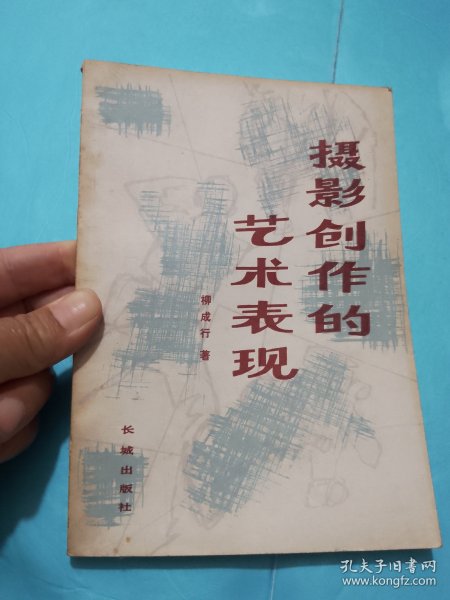 摄影创作的
艺术表现
柳成行 著
长城出版社
孔夫子旧书网
www.kongfz.com